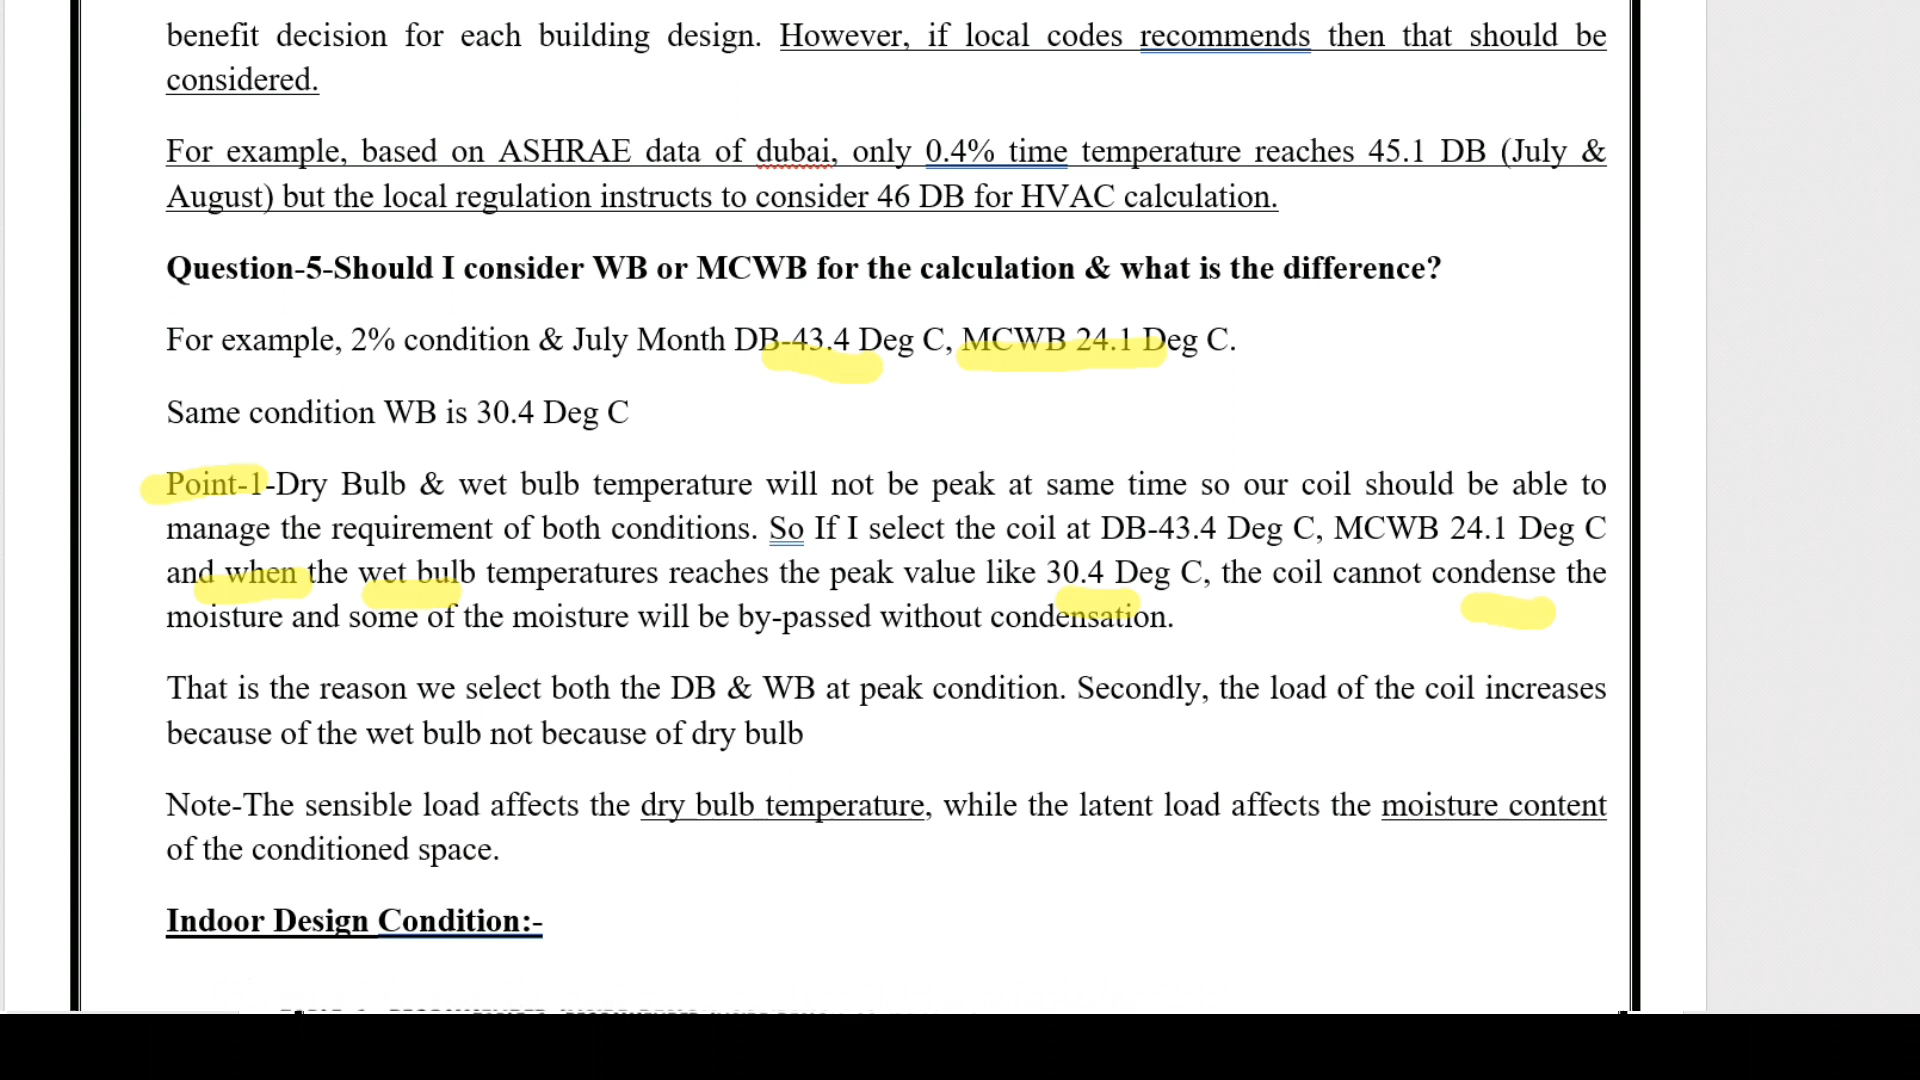 benefit decision for each building design. However, if local codes recommends then that should be
considered.
For example, based on ASHRAE data of dubai, only 0.4% time temperature reaches 45.1 DB (July &
August) but the local regulation instructs to consider 46 DB for HVAC calculation.
Question-5-Should I consider WB or MCWB for the calculation & what is the difference?
For example, 2% condition & July Month DB-43.4 Deg C, MCWB 24.1 Deg C.
Same condition WB is 30.4 Deg C
Point-1-Dry Bulb & wet bulb temperature will not be peak at same time so our coil should be able to
manage the requirement of both conditions. So If I select the coil at DB-43.4 Deg C, MCWB 24.1 Deg C
and when the wet bulb temperatures reaches the peak value like 30.4 Deg C, the coil cannot condense the
moisture and some of the moisture will be by-passed without condensation.
That is the reason we select both the DB & WB at peak condition. Secondly, the load of the coil increases
because of the wet bulb not because of dry bulb
Note-The sensible load affects the dry bulb temperature, while the latent load affects the moisture content
of the conditioned space.
Indoor Design Condition:-